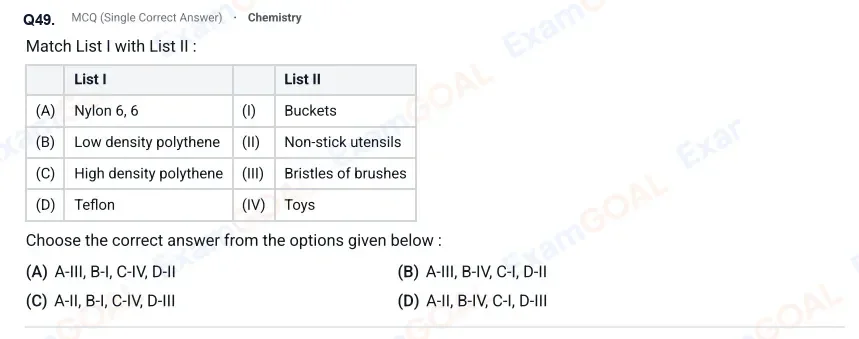 Q49. MCQ (Single Correct Answer) · Chemistry
Match List I with List II :
List I List II
(A) Nylon 6, 6 (I) Buckets
(B) Low density polythene (II) Non-stick utensils
(C) High density polythene (III) Bristles of brushes
(D) Teflon (IV) Toys
Choose the correct answer from the options given below :
(A) A-III, B-I, C-IV, D-II (B) A-III, B-IV, C-I, D-II
(C) A-II, B-I, C-IV, D-III (D) A-II, B-IV, C-I, D-III
ExamGOAL
ExamGOAL